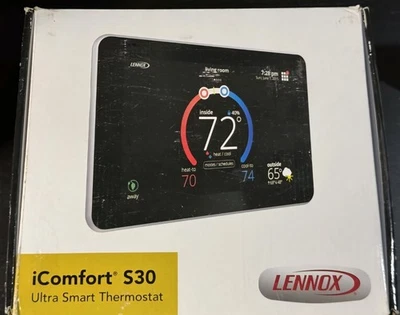 LENNOX
living room
7:28 pm
inside
40%
72°
heat / cool
heat-to
70
cool-to
74
outside
65°
away
iComfort® S30
Ultra Smart Thermostat
LENNOX